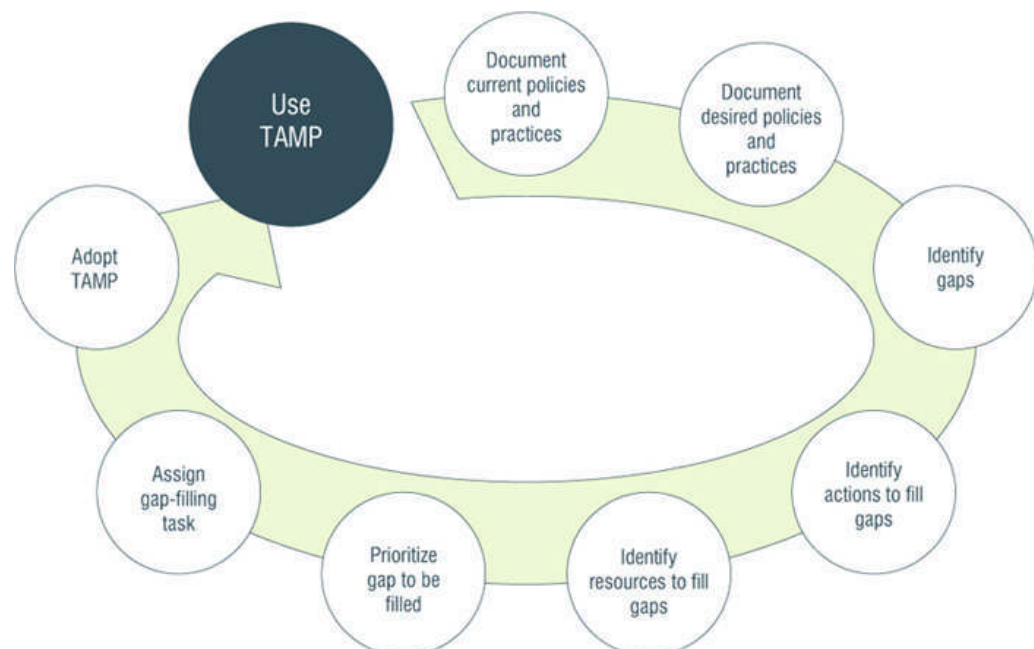 Use
TAMP
Document
current policies
and
practices
Document
desired policies
and
practices
Identify
gaps
Identify
actions to fill
gaps
Identify
resources to fill
gaps
Prioritize
gap to be
filled
Assign
gap-filling
task
Adopt
TAMP